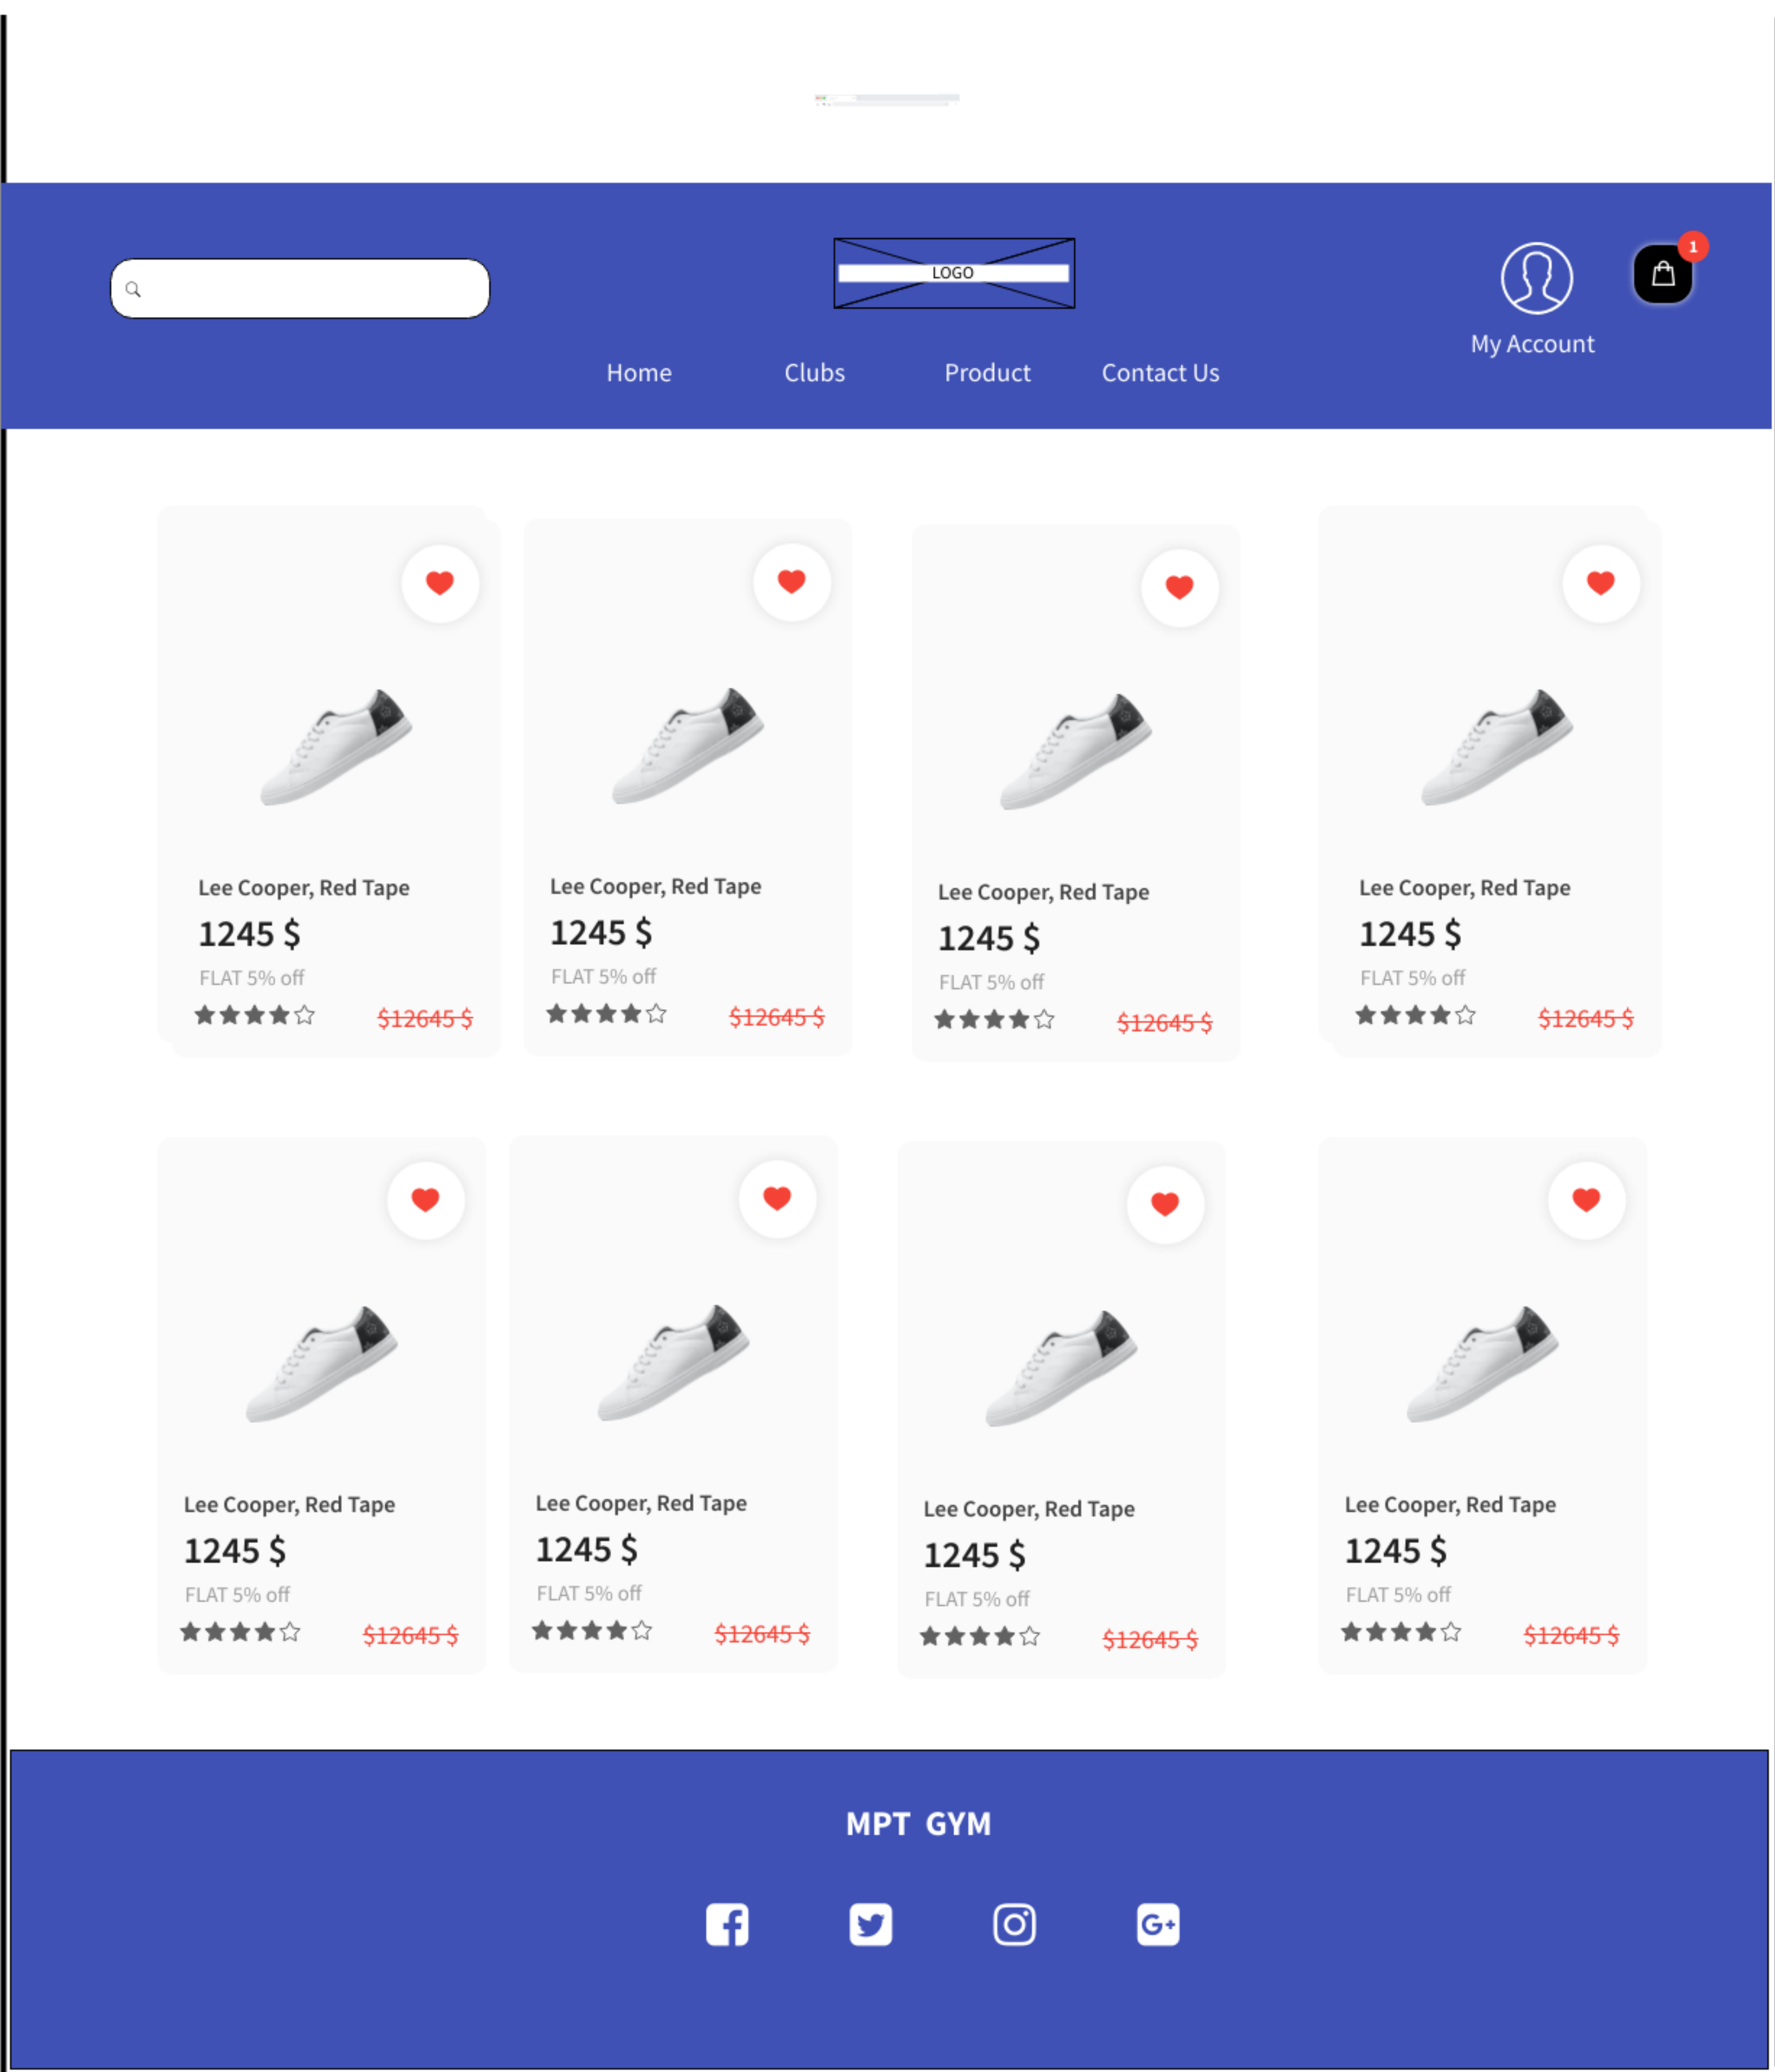 LOGO
1
My Account
Home Clubs Product Contact Us
Lee Cooper, Red Tape
1245 $
FLAT 5% off
$12645 $
Lee Cooper, Red Tape
1245 $
FLAT 5% off
$12645 $
Lee Cooper, Red Tape
1245 $
FLAT 5% off
$12645 $
Lee Cooper, Red Tape
1245 $
FLAT 5% off
$12645 $
Lee Cooper, Red Tape
1245 $
FLAT 5% off
$12645 $
Lee Cooper, Red Tape
1245 $
FLAT 5% off
$12645 $
Lee Cooper, Red Tape
1245 $
FLAT 5% off
$12645 $
Lee Cooper, Red Tape
1245 $
FLAT 5% off
$12645 $
MPT GYM
G+